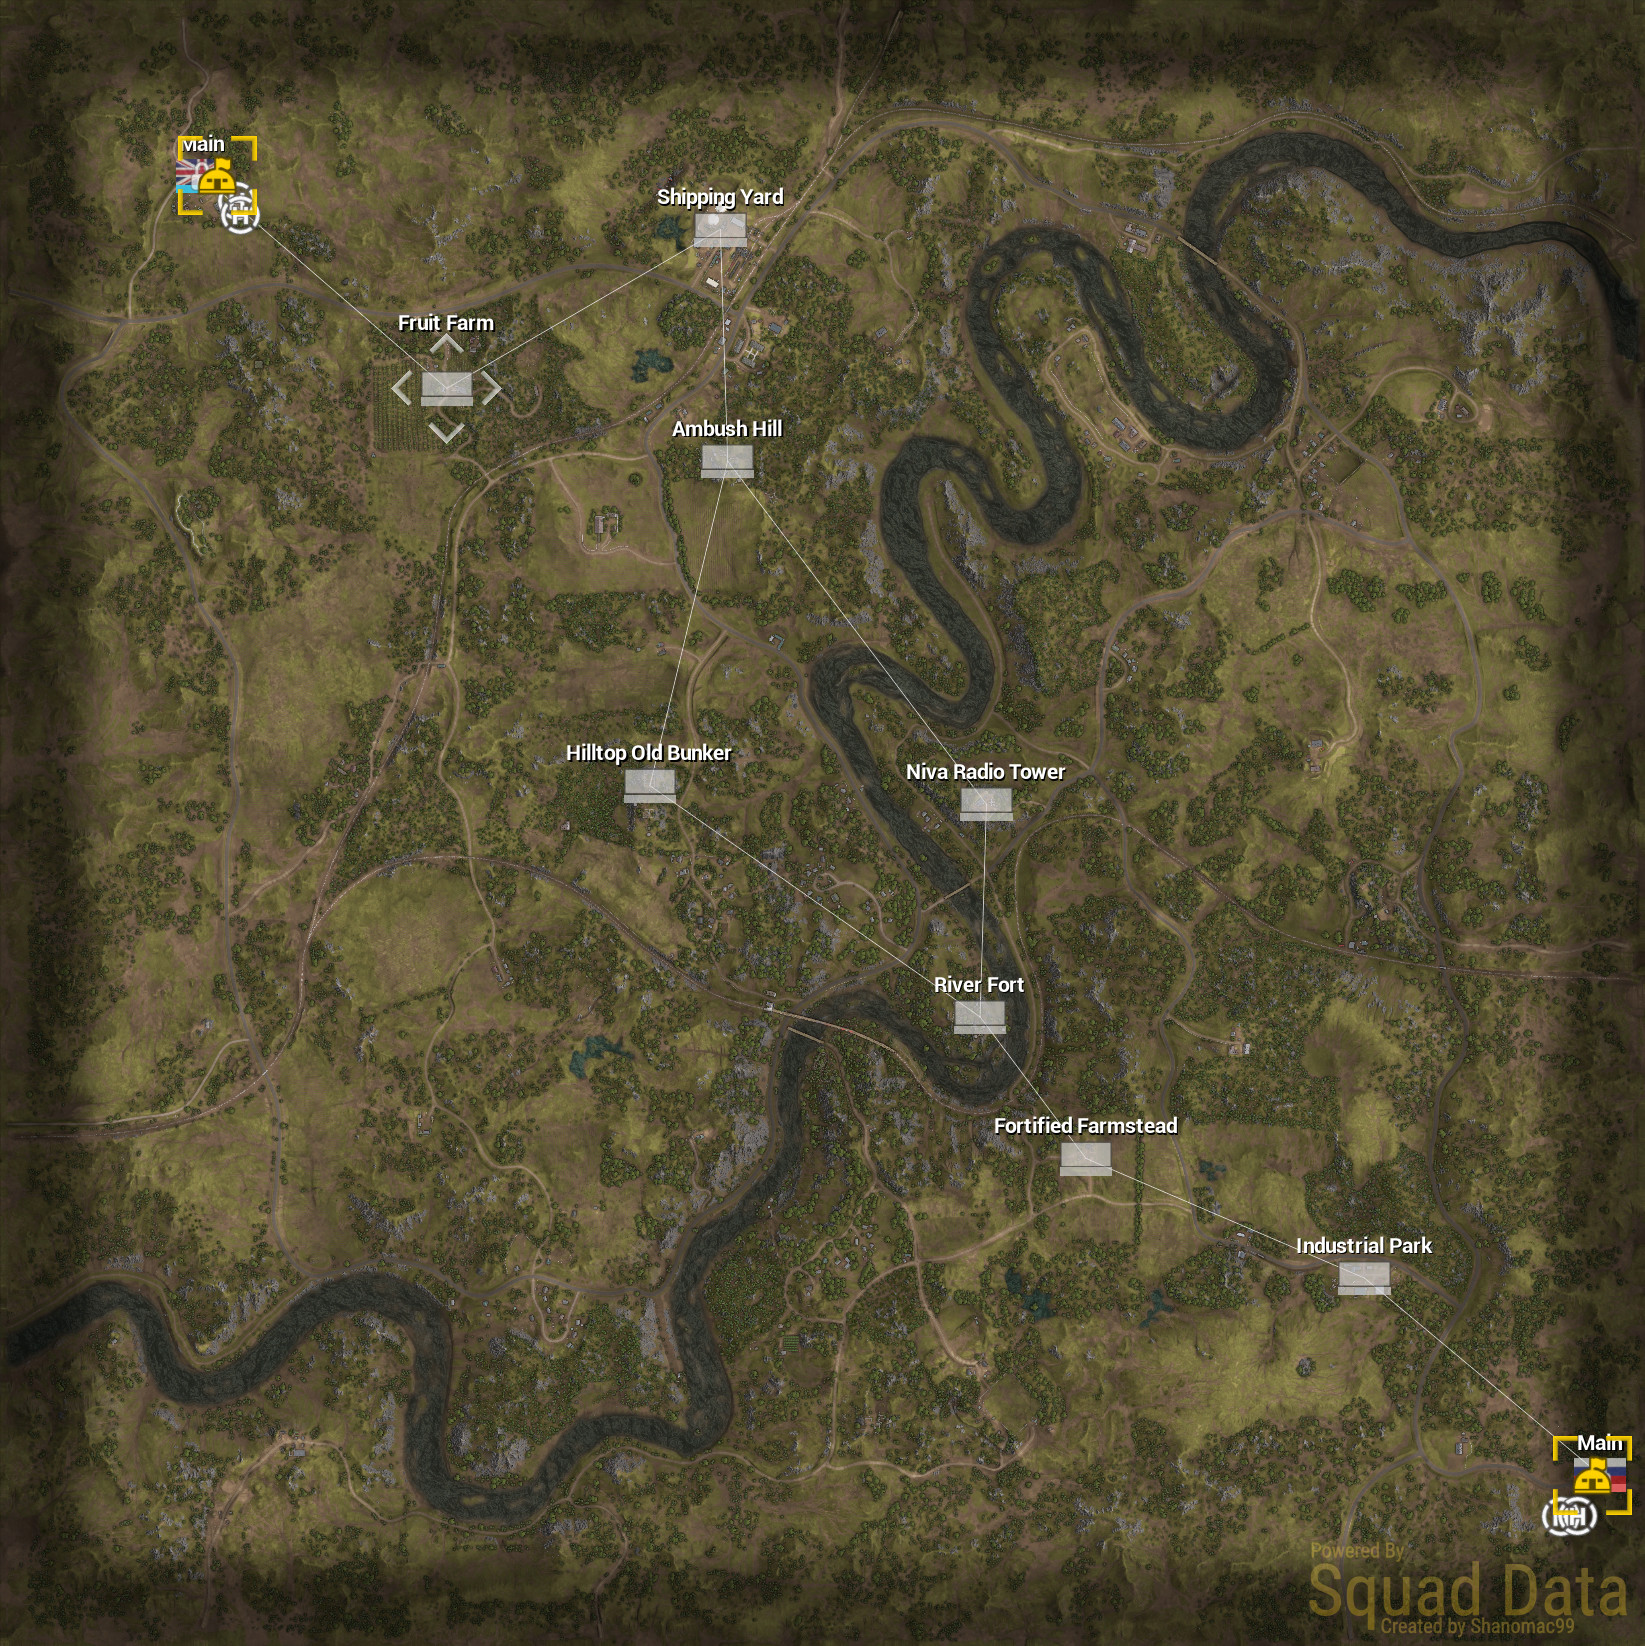 Main
Shipping Yard
Fruit Farm
Ambush Hill
Hilltop Old Bunker
Niva Radio Tower
River Fort
Fortified Farmstead
Industrial Park
Main
Powered By
Squad Data
Created by Shanomac99